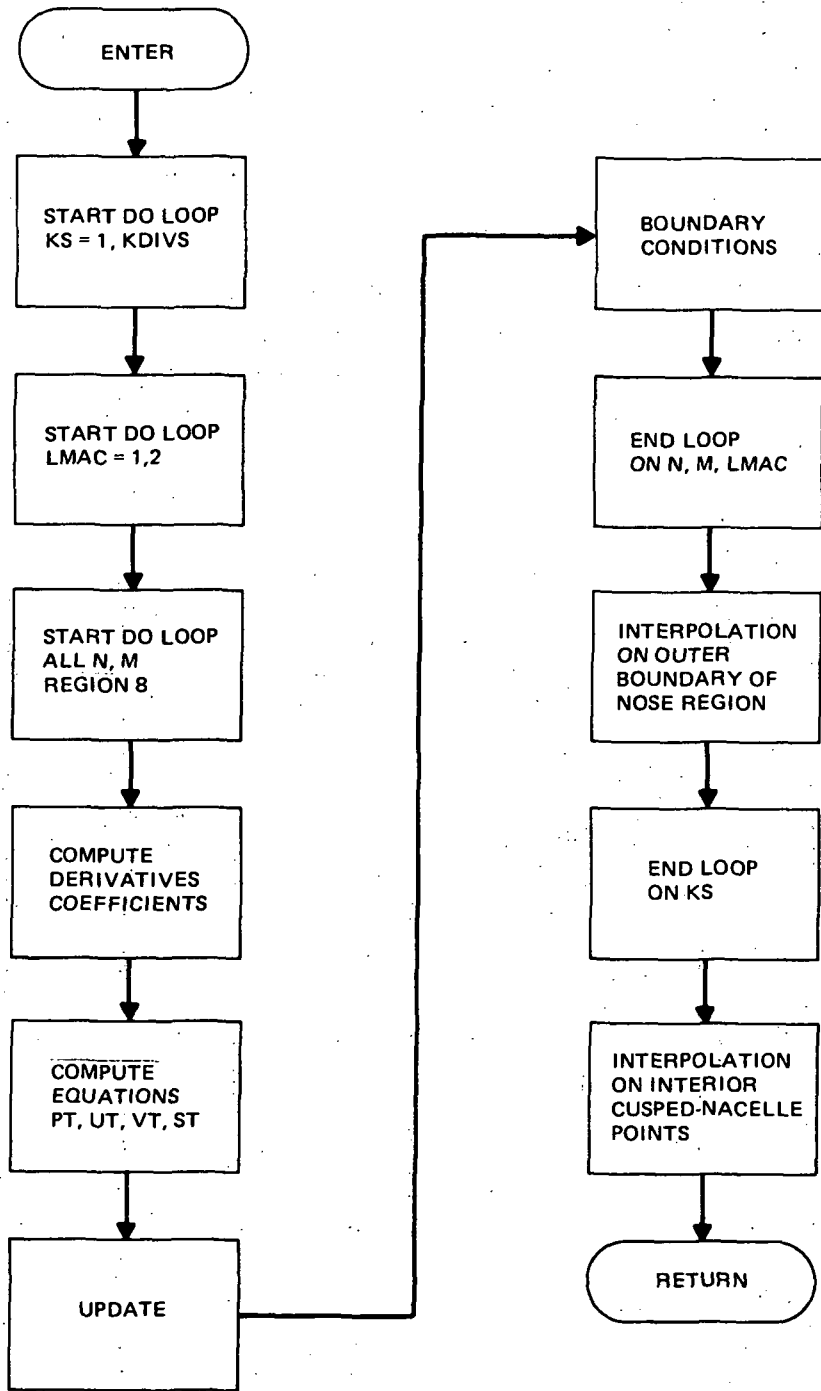 ENTER
START DO LOOP
KS = 1, KDIVS
START DO LOOP
LMAC = 1,2
START DO LOOP
ALL N, M
REGION 8
COMPUTE
DERIVATIVES
COEFFICIENTS
COMPUTE
EQUATIONS
PT, UT, VT, ST
UPDATE
BOUNDARY
CONDITIONS
END LOOP
ON N, M, LMAC
INTERPOLATION
ON OUTER
BOUNDARY OF
NOSE REGION
END LOOP
ON KS
INTERPOLATION
ON INTERIOR
CUSPED-NACELLE
POINTS
RETURN